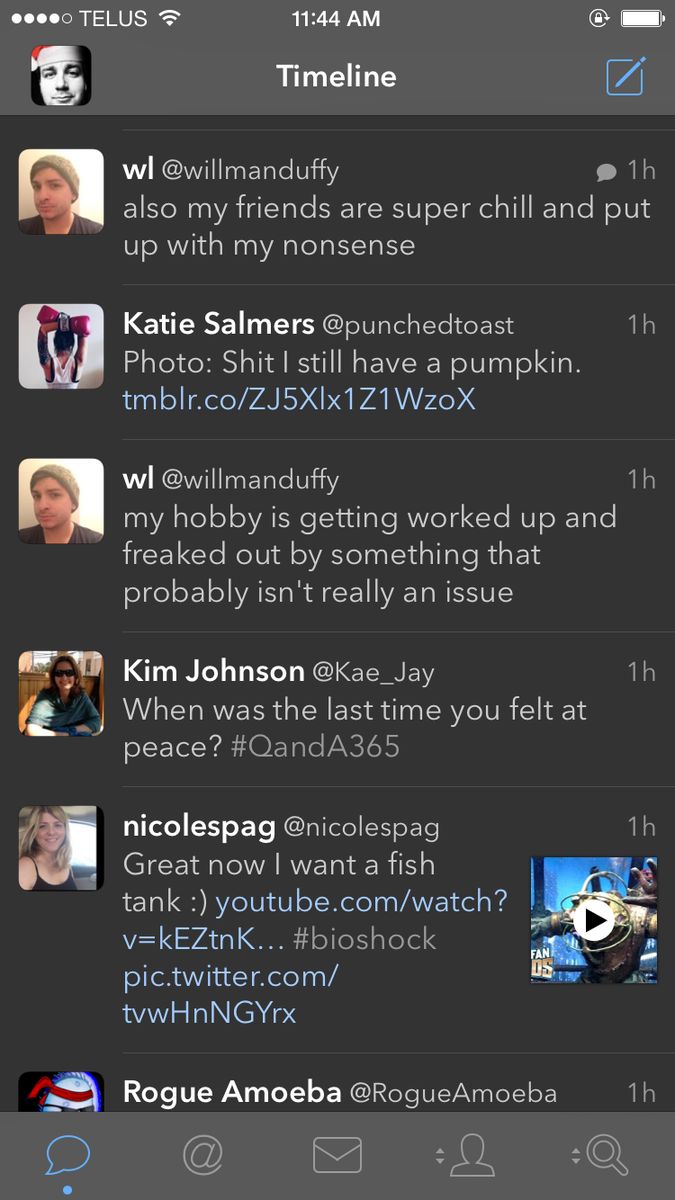 TELUS 11:44 AM
Timeline
wl @willmanduffy 1h
also my friends are super chill and put
up with my nonsense
Katie Salmers @punchedtoast 1h
Photo: Shit I still have a pumpkin.
tmblr.co/ZJ5Xlx1Z1WzoX
wl @willmanduffy 1h
my hobby is getting worked up and
freaked out by something that
probably isn't really an issue
Kim Johnson @Kae_Jay 1h
When was the last time you felt at
peace? #QandA365
nicolespag @nicolespag 1h
Great now I want a fish
tank :) youtube.com/watch?
v=kEZtnK... #bioshock
pic.twitter.com/
tvwHnNGYrx
FAN
DS
Rogue Amoeba @RogueAmoeba 1h
@